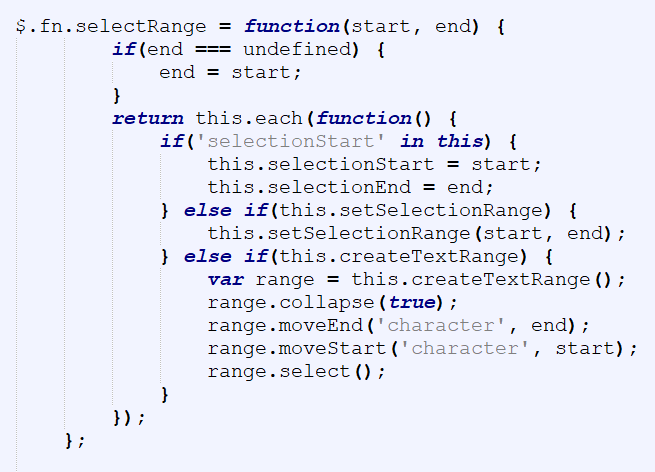 $.fn.selectRange = function(start, end) {
        if(end === undefined) {
            end = start;
        }
        return this.each(function() {
            if('selectionStart' in this) {
                this.selectionStart = start;
                this.selectionEnd = end;
            } else if(this.setSelectionRange) {
                this.setSelectionRange(start, end);
            } else if(this.createTextRange) {
                var range = this.createTextRange();
                range.collapse(true);
                range.moveEnd('character', end);
                range.moveStart('character', start);
                range.select();
            }
        });
    };